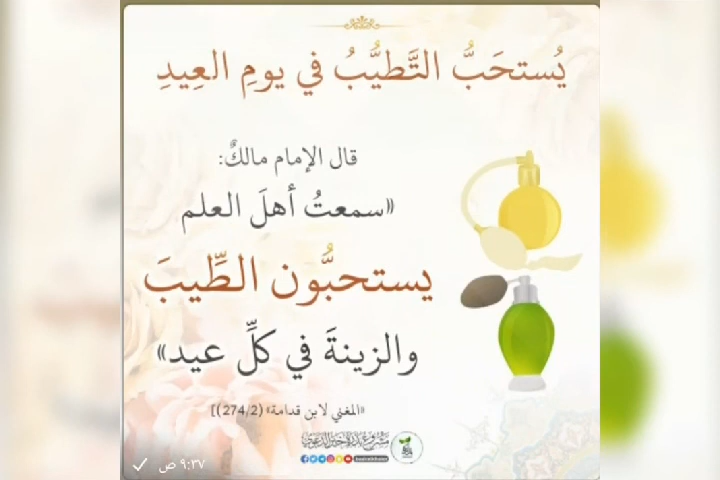 يُستحَبُّ التَّطيُّبُ في يومِ العِيدِ
قال الإمام مالكٌ:
«سمعتُ أهلَ العلم
يستحبُّون الطِّيبَ
والزينةَ في كلِّ عيد»
«المغني لابن قدامة» (274/2)]
٩:٢٧ ص